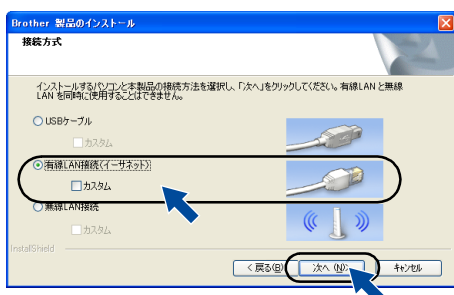 Brother 製品のインストール
接続方式
インストールするパソコンと本製品の接続方法を選択し、「次へ」をクリックしてください。有線LANと無線
LAN を同時に使用することはできません。
USBケーブル
カスタム
有線LAN接続(イーサネット)
カスタム
無線LAN接続
カスタム
InstallShield
< 戻る(B)
次へ (N)>
キャンセル